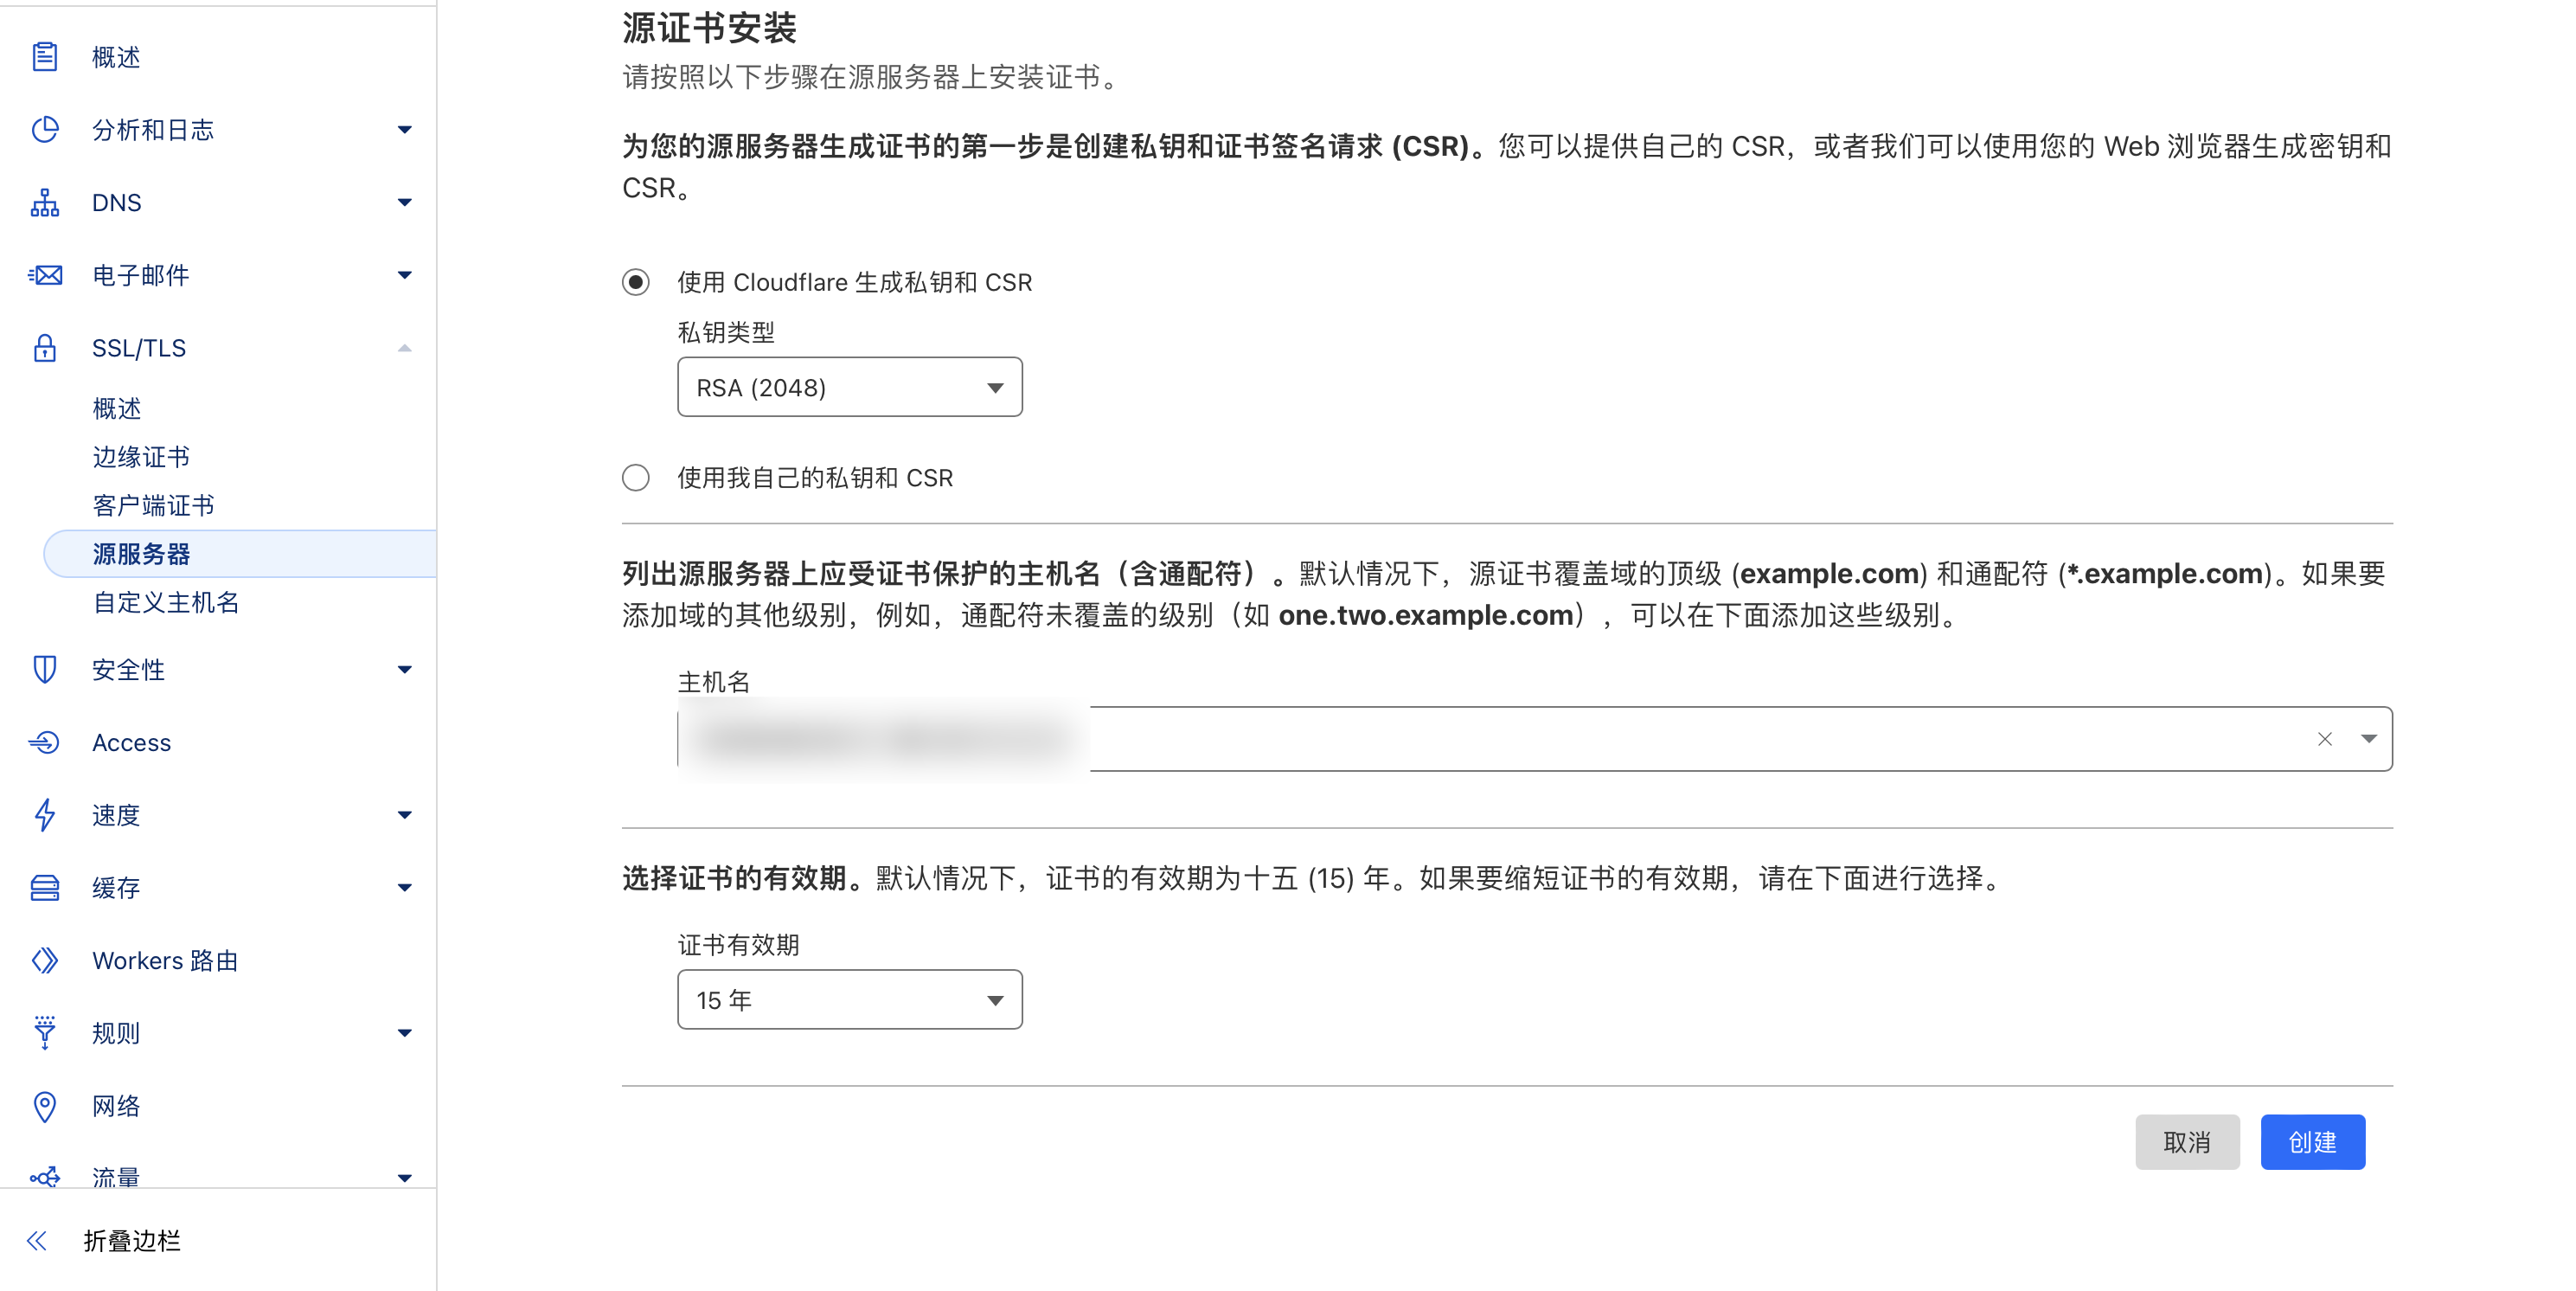 概述
分析和日志
DNS
电子邮件
SSL/TLS
概述
边缘证书
客户端证书
源服务器
自定义主机名
安全性
Access
速度
缓存
Workers 路由
规则
网络
流量
折叠边栏
源证书安装
请按照以下步骤在源服务器上安装证书。
为您的源服务器生成证书的第一步是创建私钥和证书签名请求 (CSR)。您可以提供自己的 CSR，或者我们可以使用您的 Web 浏览器生成密钥和
CSR。
使用 Cloudflare 生成私钥和 CSR
私钥类型
RSA (2048)
使用我自己的私钥和 CSR
列出源服务器上应受证书保护的主机名（含通配符）。默认情况下，源证书覆盖域的顶级 (example.com) 和通配符 (*.example.com)。如果要
添加域的其他级别，例如，通配符未覆盖的级别（如 one.two.example.com），可以在下面添加这些级别。
主机名
选择证书的有效期。默认情况下，证书的有效期为十五 (15) 年。如果要缩短证书的有效期，请在下面进行选择。
证书有效期
15 年
取消
创建